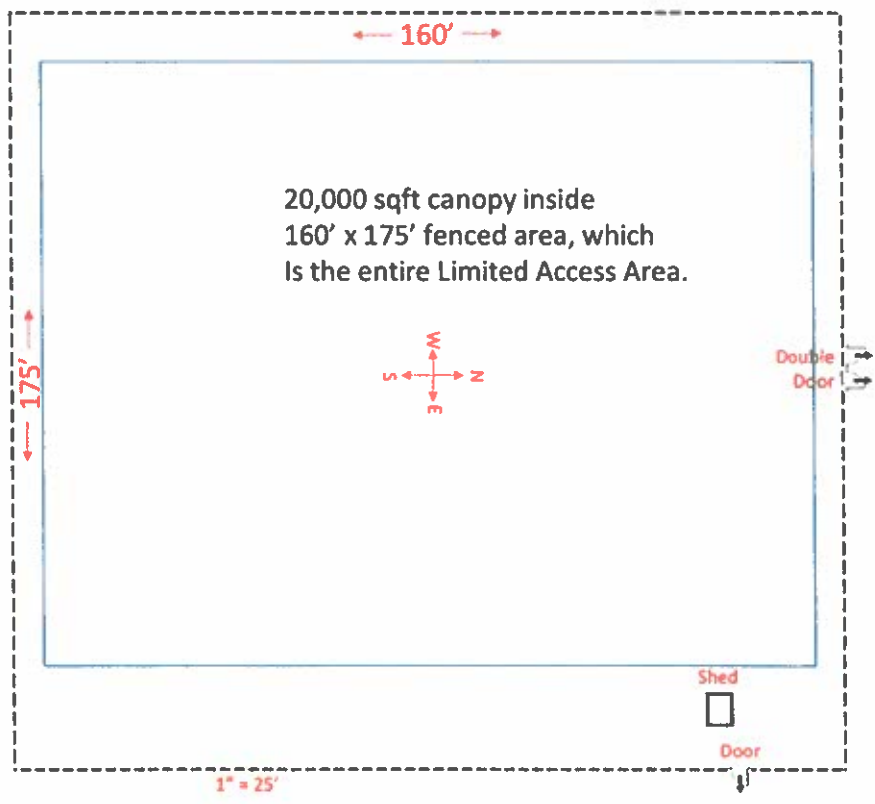 160'
20,000 sqft canopy inside
160' x 175' fenced area, which
Is the entire Limited Access Area.
175'
W
S
N
E
Double
Door
Shed
Door
1" = 25'